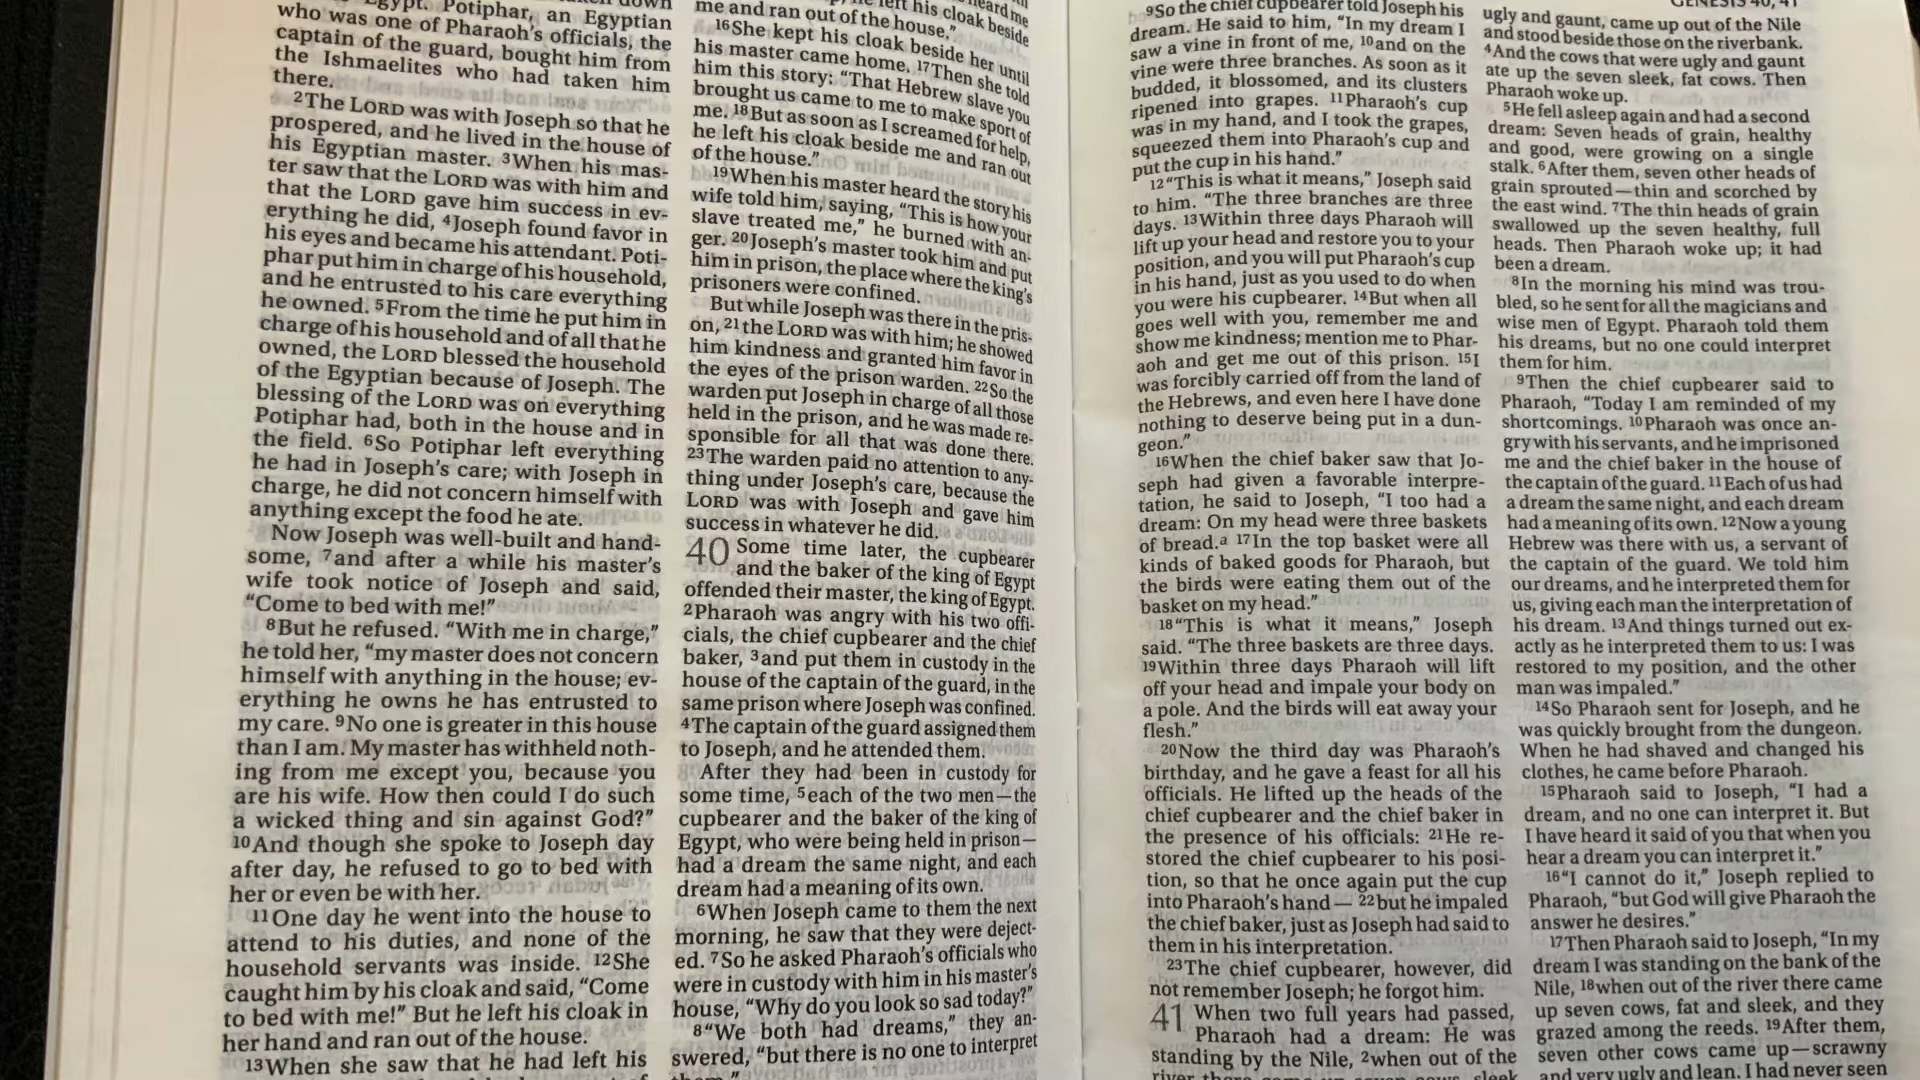 Egypt. Potiphar, an Egyptian
who was one of Pharaoh's officials, the
captain of the guard, bought him from
the Ishmaelites who had taken him
there.
2The LORD was with Joseph so that he
prospered, and he lived in the house of
his Egyptian master. 3When his mas-
ter saw that the LORD was with him and
that the LORD gave him success in ev-
erything he did, 4Joseph found favor in
his eyes and became his attendant. Poti-
phar put him in charge of his household,
and he entrusted to his care everything
he owned. 5From the time he put him in
charge of his household and of all that he
owned, the LORD blessed the household
of the Egyptian because of Joseph. The
blessing of the LORD was on everything
Potiphar had, both in the house and in
the field. 6So Potiphar left everything
he had in Joseph's care; with Joseph in
charge, he did not concern himself with
anything except the food he ate.
Now Joseph was well-built and hand-
some, 7and after a while his master's
wife took notice of Joseph and said,
“Come to bed with me!”
8But he refused. “With me in charge,”
he told her, “my master does not concern
himself with anything in the house; ev-
erything he owns he has entrusted to
my care. 9No one is greater in this house
than I am. My master has withheld noth-
ing from me except you, because you
are his wife. How then could I do such
a wicked thing and sin against God?”
10And though she spoke to Joseph day
after day, he refused to go to bed with
her or even be with her.
11One day he went into the house to
attend to his duties, and none of the
household servants was inside. 12She
caught him by his cloak and said, “Come
to bed with me!” But he left his cloak in
her hand and ran out of the house.
13When she saw that he had left his
heard me
left his cloak beside
me and ran out of the house.”
16She kept his cloak beside her until
his master came home. 17Then she told
him this story: “That Hebrew slave you
brought us came to me to make sport of
me. 18But as soon as I screamed for help,
he left his cloak beside me and ran out
of the house.”
19When his master heard the story his
wife told him, saying, “This is how your
slave treated me,” he burned with an-
ger. 20Joseph's master took him and put
him in prison, the place where the king's
prisoners were confined.
But while Joseph was there in the pris-
on, 21the LORD was with him; he showed
him kindness and granted him favor in
the eyes of the prison warden. 22So the
warden put Joseph in charge of all those
held in the prison, and he was made re-
sponsible for all that was done there.
23The warden paid no attention to any-
thing under Joseph's care, because the
LORD was with Joseph and gave him
success in whatever he did.
40 Some time later, the cupbearer
and the baker of the king of Egypt
offended their master, the king of Egypt.
2Pharaoh was angry with his two offi-
cials, the chief cupbearer and the chief
baker, 3and put them in custody in the
house of the captain of the guard, in the
same prison where Joseph was confined.
4The captain of the guard assigned them
to Joseph, and he attended them.
After they had been in custody for
some time, 5each of the two men—the
cupbearer and the baker of the king of
Egypt, who were being held in prison—
had a dream the same night, and each
dream had a meaning of its own.
6When Joseph came to them the next
morning, he saw that they were deject-
ed. 7So he asked Pharaoh's officials who
were in custody with him in his master's
house, “Why do you look so sad today?”
8“We both had dreams,” they an-
swered, “but there is no one to interpret
GENESIS 40, 41
9So the chief cupbearer told Joseph his
dream. He said to him, “In my dream I
saw a vine in front of me, 10and on the
vine were three branches. As soon as it
budded, it blossomed, and its clusters
ripened into grapes. 11Pharaoh's cup
was in my hand, and I took the grapes,
squeezed them into Pharaoh's cup and
put the cup in his hand.”
12“This is what it means,” Joseph said
to him. “The three branches are three
days. 13Within three days Pharaoh will
lift up your head and restore you to your
position, and you will put Pharaoh's cup
in his hand, just as you used to do when
you were his cupbearer. 14But when all
goes well with you, remember me and
show me kindness; mention me to Phar-
aoh and get me out of this prison. 15I
was forcibly carried off from the land of
the Hebrews, and even here I have done
nothing to deserve being put in a dun-
geon.”
16When the chief baker saw that Jo-
seph had given a favorable interpre-
tation, he said to Joseph, “I too had a
dream: On my head were three baskets
of bread.a 17In the top basket were all
kinds of baked goods for Pharaoh, but
the birds were eating them out of the
basket on my head.”
18“This is what it means,” Joseph
said. “The three baskets are three days.
19Within three days Pharaoh will lift
off your head and impale your body on
a pole. And the birds will eat away your
flesh.”
20Now the third day was Pharaoh's
birthday, and he gave a feast for all his
officials. He lifted up the heads of the
chief cupbearer and the chief baker in
the presence of his officials: 21He re-
stored the chief cupbearer to his posi-
tion, so that he once again put the cup
into Pharaoh's hand— 22but he impaled
the chief baker, just as Joseph had said to
them in his interpretation.
23The chief cupbearer, however, did
not remember Joseph; he forgot him.
41 When two full years had passed,
Pharaoh had a dream: He was
standing by the Nile, 2when out of the
ugly and gaunt, came up out of the Nile
and stood beside those on the riverbank.
4And the cows that were ugly and gaunt
ate up the seven sleek, fat cows. Then
Pharaoh woke up.
5He fell asleep again and had a second
dream: Seven heads of grain, healthy
and good, were growing on a single
stalk. 6After them, seven other heads of
grain sprouted—thin and scorched by
the east wind. 7The thin heads of grain
swallowed up the seven healthy, full
heads. Then Pharaoh woke up; it had
been a dream.
8In the morning his mind was trou-
bled, so he sent for all the magicians and
wise men of Egypt. Pharaoh told them
his dreams, but no one could interpret
them for him.
9Then the chief cupbearer said to
Pharaoh, “Today I am reminded of my
shortcomings. 10Pharaoh was once an-
gry with his servants, and he imprisoned
me and the chief baker in the house of
the captain of the guard. 11Each of us had
a dream the same night, and each dream
had a meaning of its own. 12Now a young
Hebrew was there with us, a servant of
the captain of the guard. We told him
our dreams, and he interpreted them for
us, giving each man the interpretation of
his dream. 13And things turned out ex-
actly as he interpreted them to us: I was
restored to my position, and the other
man was impaled.”
14So Pharaoh sent for Joseph, and he
was quickly brought from the dungeon.
When he had shaved and changed his
clothes, he came before Pharaoh.
15Pharaoh said to Joseph, “I had a
dream, and no one can interpret it. But
I have heard it said of you that when you
hear a dream you can interpret it.”
16“I cannot do it,” Joseph replied to
Pharaoh, “but God will give Pharaoh the
answer he desires.”
17Then Pharaoh said to Joseph, “In my
dream I was standing on the bank of the
Nile, 18when out of the river there came
up seven cows, fat and sleek, and they
grazed among the reeds. 19After them,
seven other cows came up—scrawny
and very ugly and lean. I had never seen